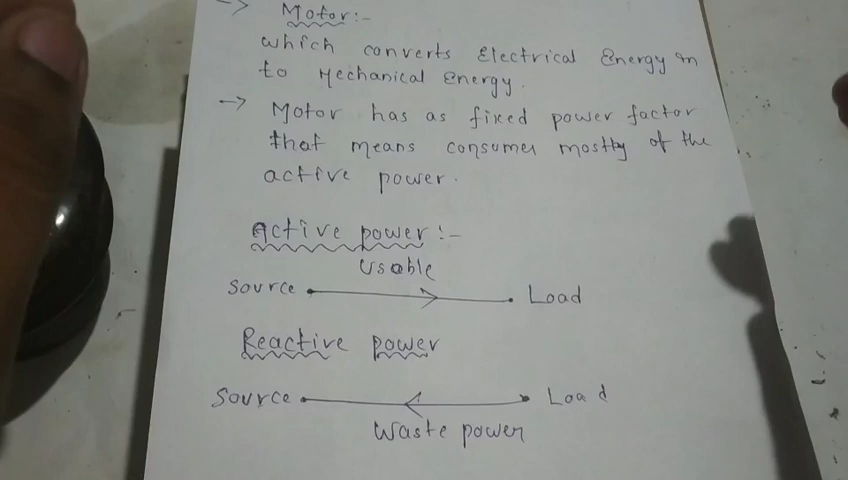 -> Motor:-
which converts Electrical Energy in
to Mechanical Energy.
-> Motor has as fixed power factor
that means consumes mostly of the
active power.
Active power:-
Usable
Source Load
Reactive power
Source Load
Waste power